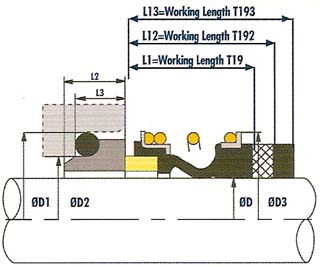 L13=Working Length T193
L12=Working Length T192
L2
L1=Working Length T19
L3
ØD1
ØD2
ØD
ØD3